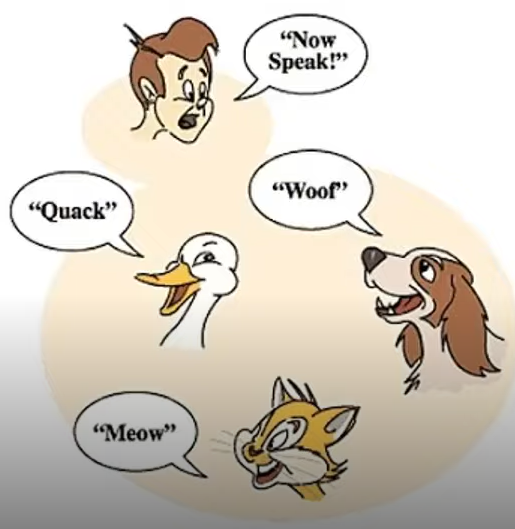 “Now
Speak!”
“Quack”
“Woof”
“Meow”